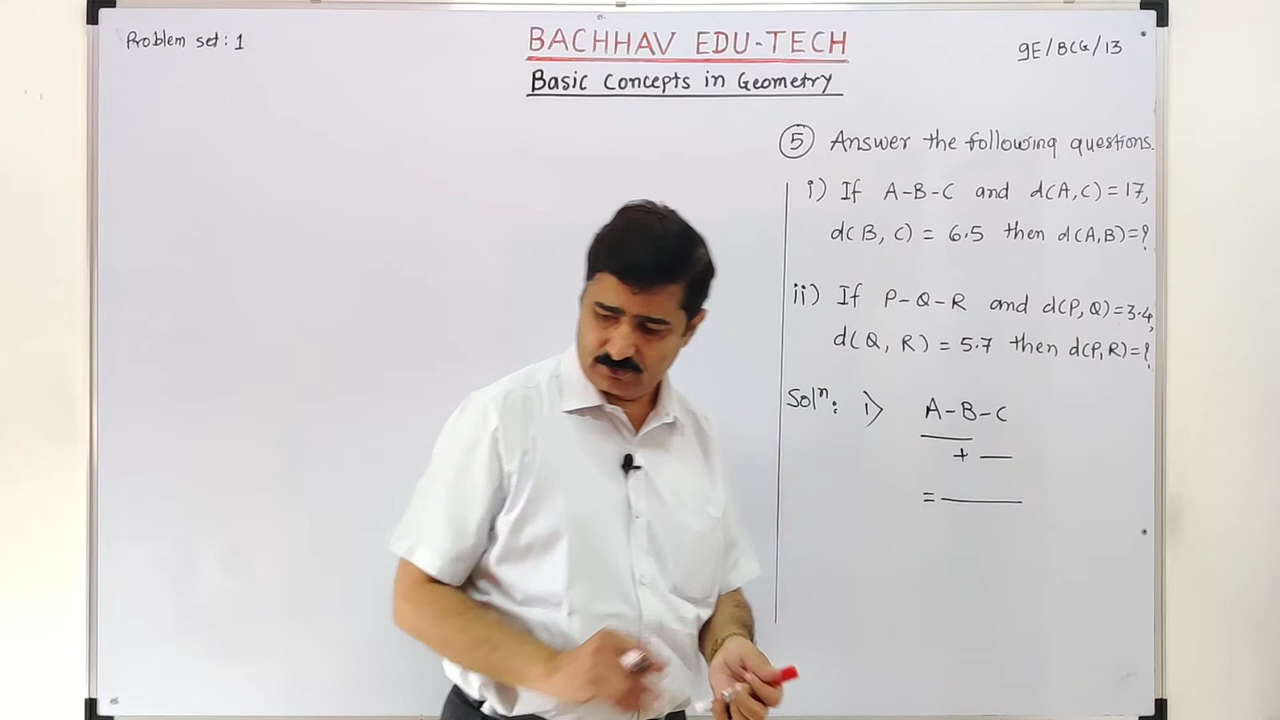 Problem set: 1
BACHHAV EDU-TECH
9E/BCG/13
Basic Concepts in Geometry
5 Answer the following questions.
i) If A-B-C and d(A,C)=17,
d(B, C) = 6.5 then d(A,B)=?
ii) If P-Q-R and d(P,Q)=3.4,
d(Q, R) = 5.7 then d(P,R)=?
Solⁿ: i) A-B-C
+
=